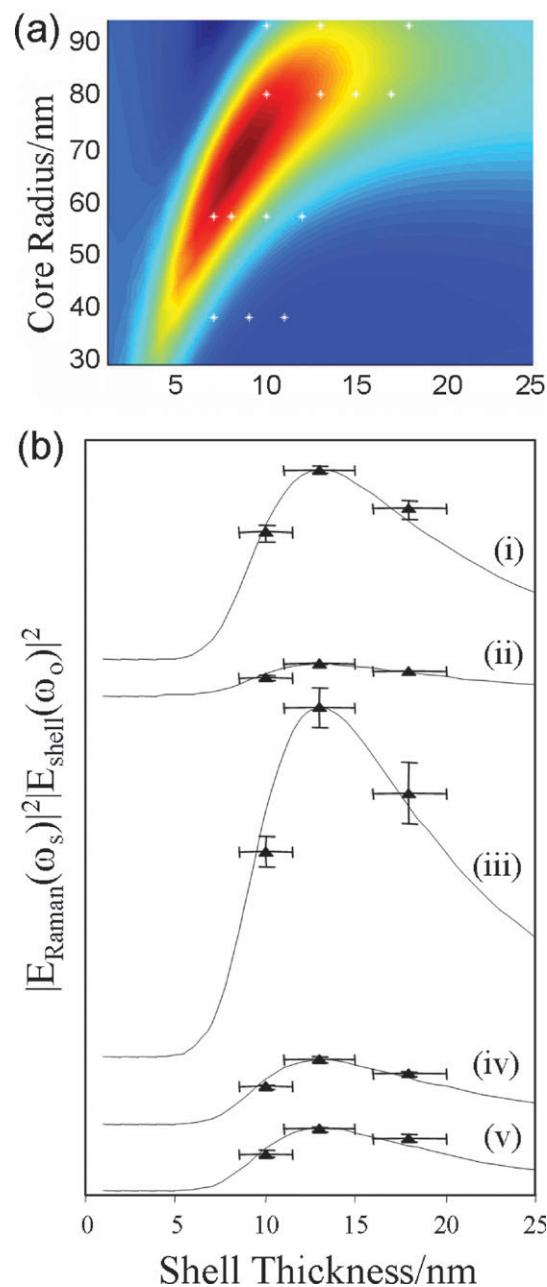 (a)
90
80
70
60
50
40
30
Core Radius/nm
5 10 15 20 25
(b)
(i)
(ii)
(iii)
(iv)
(v)
|E_Raman(ω_s)|²|E_shell(ω_o)|²
0 5 10 15 20 25
Shell Thickness/nm